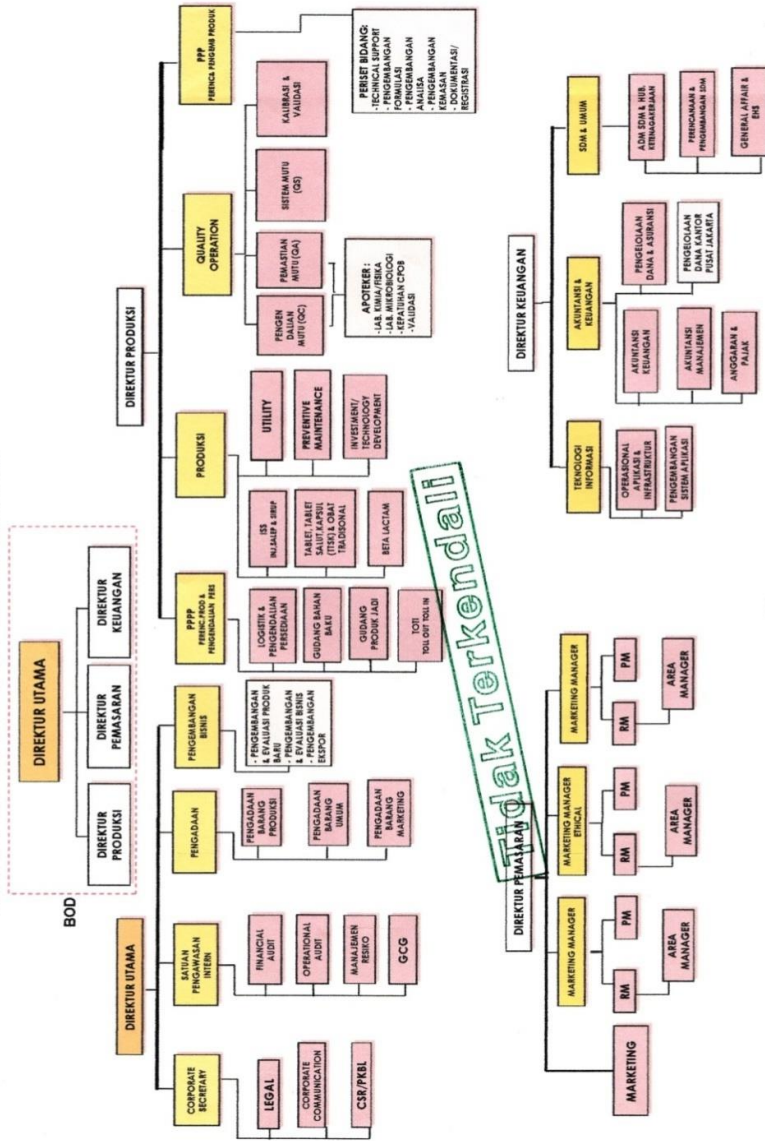 DIREKTUR UTAMA
DIREKTUR
PRODUKSI
DIREKTUR
PEMASARAN
DIREKTUR
KEUANGAN
BOD
DIREKTUR UTAMA
CORPORATE
SECRETARY
LEGAL
CORPORATE
COMMUNICATION
CSR/PKBL
SATUAN
PENGAWASAN
INTERN
FINANCIAL
AUDIT
OPERATIONAL
AUDIT
MANAJEMEN
RESIKO
GCG
PENGADAAN
PENGADAAN
BARANG
PRODUKSI
PENGADAAN
BARANG
UMUM
PENGADAAN
BARANG
MARKETING
PENGEMBANGAN
BISNIS
- PENGEMBANGAN
& EVALUASI PRODUK
BARU
- PENGEMBANGAN
& EVALUASI BISNIS
- PENGEMBANGAN
EKSPOR
DIREKTUR PRODUKSI
PPPP
PERENC.PROD &
PENGENDALIAN PERS
LOGISTIK &
PENGENDALIAN
PERSEDIAAN
GUDANG BAHAN
BAKU
GUDANG
PRODUK JADI
TOTI
TOLL OUT TOLL IN
PRODUKSI
ISS
INJ,SALEP & SIRUP
TABLET, TABLET
SALUT,KAPSUL
(TTSK) & OBAT
TRADISIONAL
BETA LACTAM
UTILITY
PREVENTIVE
MAINTENANCE
INVESTMENT/
TECHNOLOGY
DEVELOPMENT
QUALITY
OPERATION
PENGEN
DALIAN
MUTU (QC)
PEMASTIAN
MUTU (QA)
SISTEM MUTU
(QS)
KALIBRASI &
VALIDASI
APOTEKER :
- LAB. KIMIA/FISIKA
- LAB. MIKROBIOLOGI
- KEPATUHAN CPOB
- VALIDASI
PPP
PERENCA. PENGEMB PRODUK
PERISET BIDANG:
-TECHNICAL SUPPORT
- PENGEMBANGAN
FORMULASI
- PENGEMBANGAN
ANALISA
- PENGEMBANGAN
KEMASAN
- DOKUMENTASI/
REGISTRASI
Tidak Terkendali
DIREKTUR PEMASARAN
MARKETING
MARKETING MANAGER
RM
PM
AREA
MANAGER
MARKETING MANAGER
ETHICAL
RM
PM
AREA
MANAGER
MARKETING MANAGER
RM
PM
AREA
MANAGER
DIREKTUR KEUANGAN
TEKNOLOGI
INFORMASI
OPERASIONAL
APLIKASI &
INFRASTRUKTUR
PENGEMBANGAN
SISTEM APLIKASI
AKUNTANSI &
KEUANGAN
AKUNTANSI
KEUANGAN
AKUNTANSI
MANAJEMEN
ANGGARAN &
PAJAK
PENGELOLAAN
DANA & ASURANSI
PENGELOLAAN
DANA KANTOR
PUSAT JAKARTA
SDM & UMUM
ADM SDM & HUB.
KETENAGAKERJAAN
PERENCANAAN &
PENGEMBANGAN SDM
GENERAL AFFAIR &
EHS